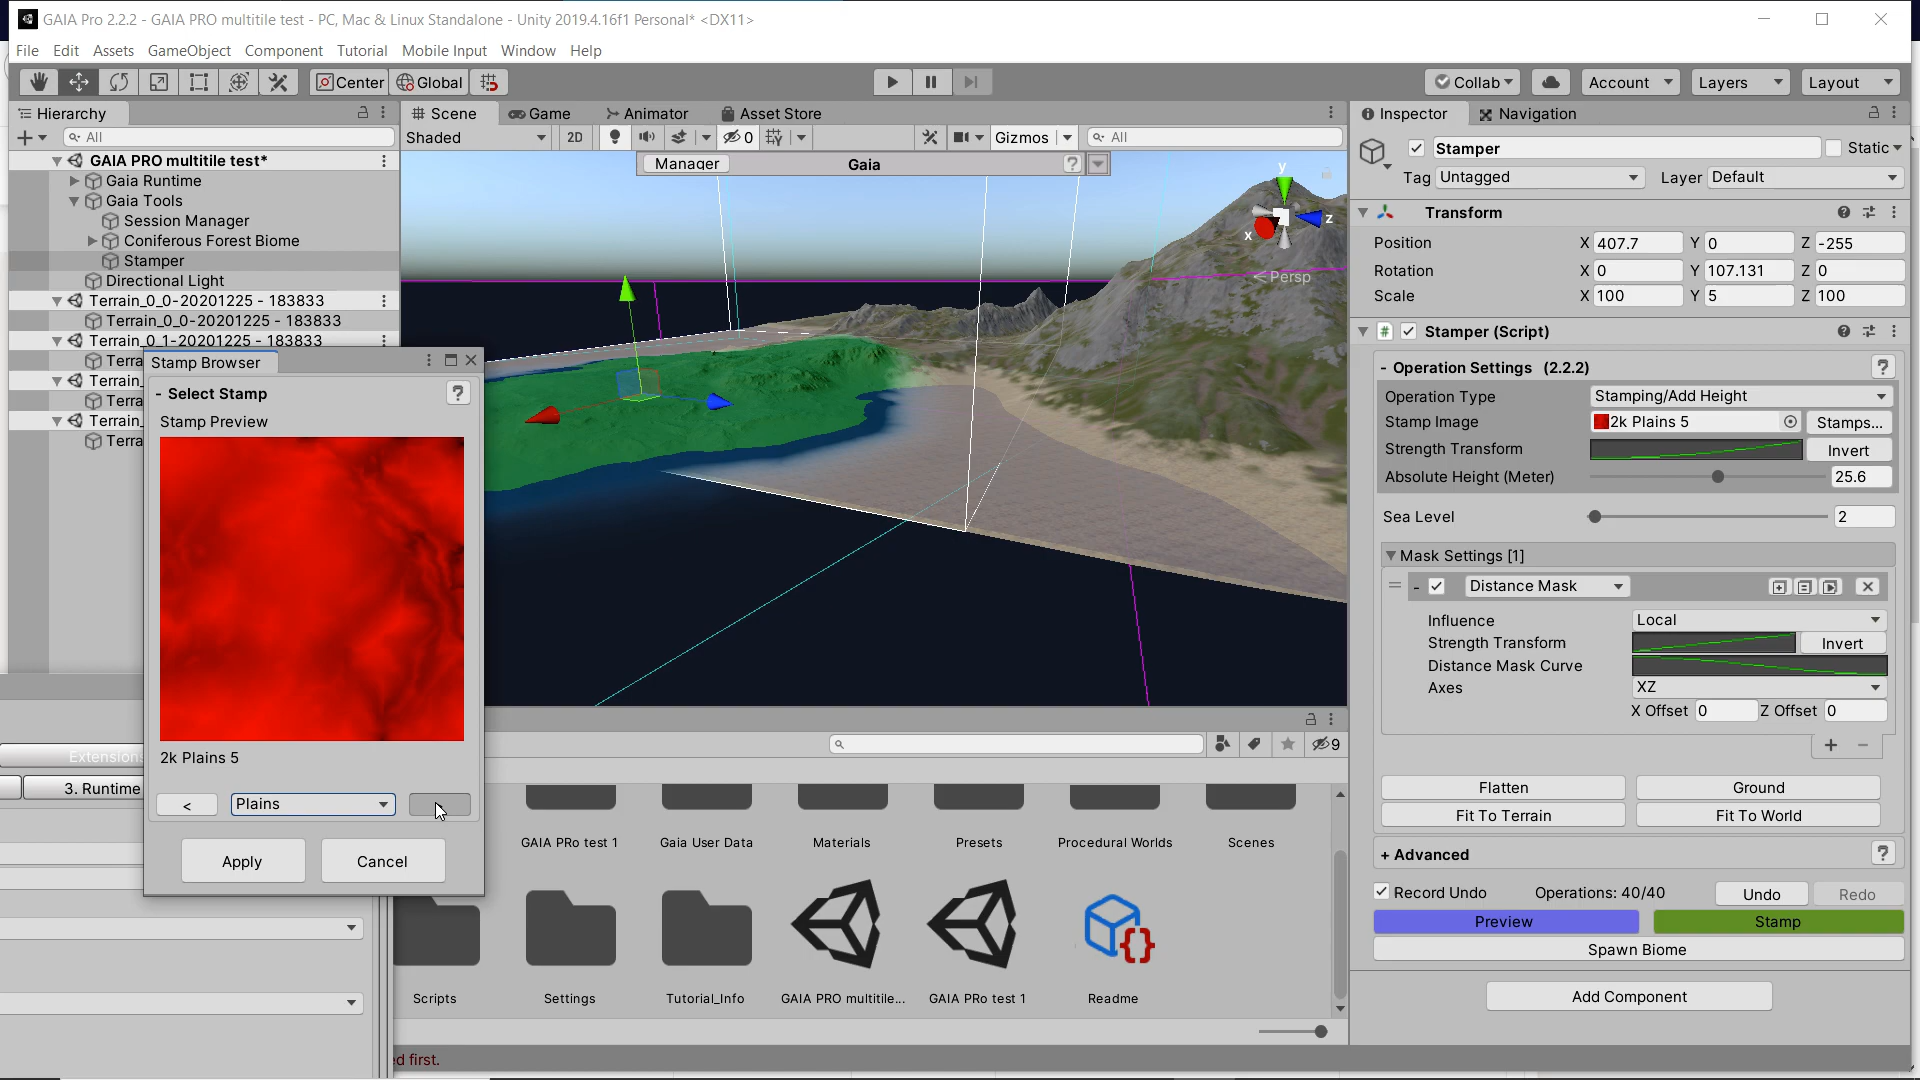 GAIA Pro 2.2.2 - GAIA PRO multitile test - PC, Mac & Linux Standalone - Unity 2019.4.16f1 Personal* <DX11>
File Edit Assets GameObject Component Tutorial Mobile Input Window Help
Center Global Collab Account Layers Layout
Hierarchy
All
GAIA PRO multitile test*
Gaia Runtime
Gaia Tools
Session Manager
Coniferous Forest Biome
Stamper
Directional Light
Terrain_0_0-20201225 - 183833
Terrain_0_0-20201225 - 183833
Terrain_0_1-20201225 - 183833
Terra
Terrain_
Terra
Terrain_
Terra
Scene Game Animator Asset Store
Shaded 2D 0 Gizmos All
Manager Gaia ?
y
z
x
Persp
Stamp Browser
- Select Stamp ?
Stamp Preview
2k Plains 5
< Plains
Apply Cancel
Extension
3. Runtime
9
GAIA PRo test 1 Gaia User Data Materials Presets Procedural Worlds Scenes
Scripts Settings Tutorial_Info GAIA PRO multitile... GAIA PRo test 1 Readme
ed first.
Inspector Navigation
Stamper Static
Tag Untagged Layer Default
Transform
Position X 407.7 Y 0 Z -255
Rotation X 0 Y 107.131 Z 0
Scale X 100 Y 5 Z 100
# Stamper (Script)
- Operation Settings (2.2.2) ?
Operation Type Stamping/Add Height
Stamp Image 2k Plains 5 Stamps...
Strength Transform Invert
Absolute Height (Meter) 25.6
Sea Level 2
Mask Settings [1]
- Distance Mask
Influence Local
Strength Transform Invert
Distance Mask Curve
Axes XZ
X Offset 0 Z Offset 0
+ -
Flatten Ground
Fit To Terrain Fit To World
+ Advanced ?
Record Undo Operations: 40/40 Undo Redo
Preview Stamp
Spawn Biome
Add Component